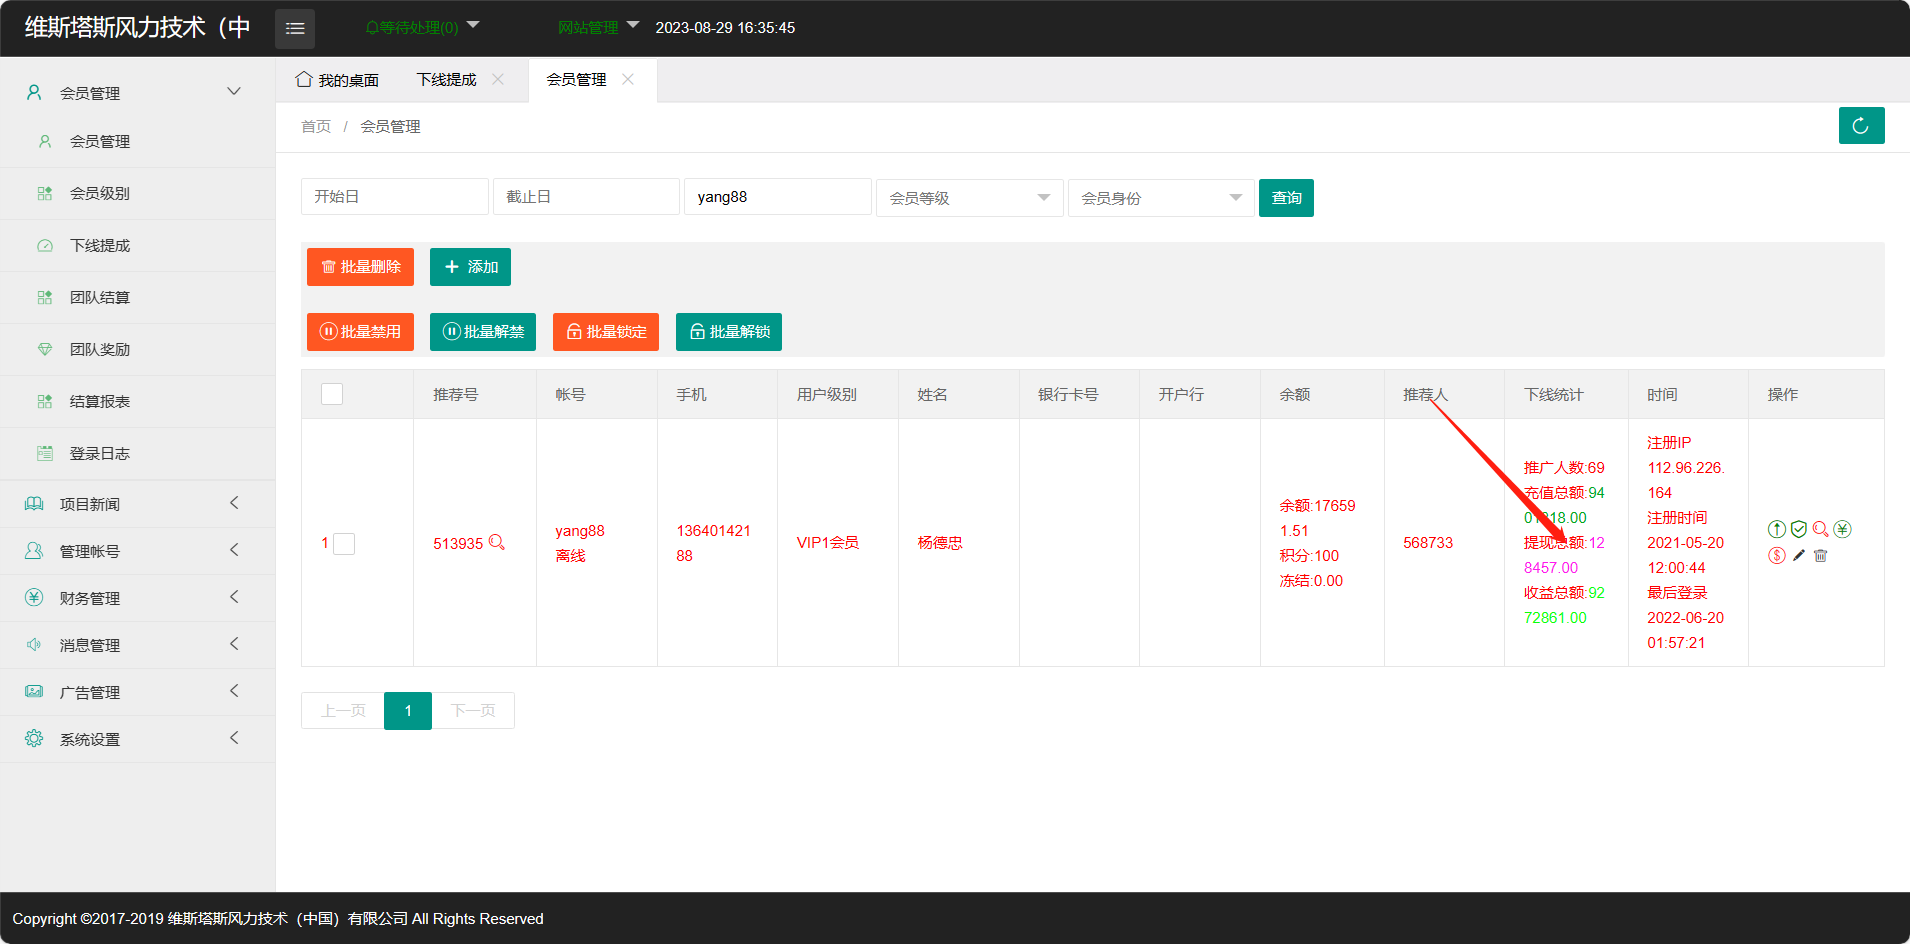 维斯塔斯风力技术（中
等待处理(0)
网站管理
2023-08-29 16:35:45
会员管理
会员管理
会员级别
下线提成
团队结算
团队奖励
结算报表
登录日志
项目新闻
管理帐号
财务管理
消息管理
广告管理
系统设置
我的桌面
下线提成
会员管理
首页 / 会员管理
开始日
截止日
yang88
会员等级
会员身份
查询
批量删除
添加
批量禁用
批量解禁
批量锁定
批量解锁
推荐号
帐号
手机
用户级别
姓名
银行卡号
开户行
余额
推荐人
下线统计
时间
操作
1
513935
yang88
离线
136401421
88
VIP1会员
杨德忠
余额:17659
1.51
积分:100
冻结:0.00
568733
推广人数:69
充值总额:94
01318.00
提现总额:12
8457.00
收益总额:92
72861.00
注册IP
112.96.226.
164
注册时间
2021-05-20
12:00:44
最后登录
2022-06-20
01:57:21
上一页
1
下一页
Copyright ©2017-2019 维斯塔斯风力技术（中国）有限公司 All Rights Reserved